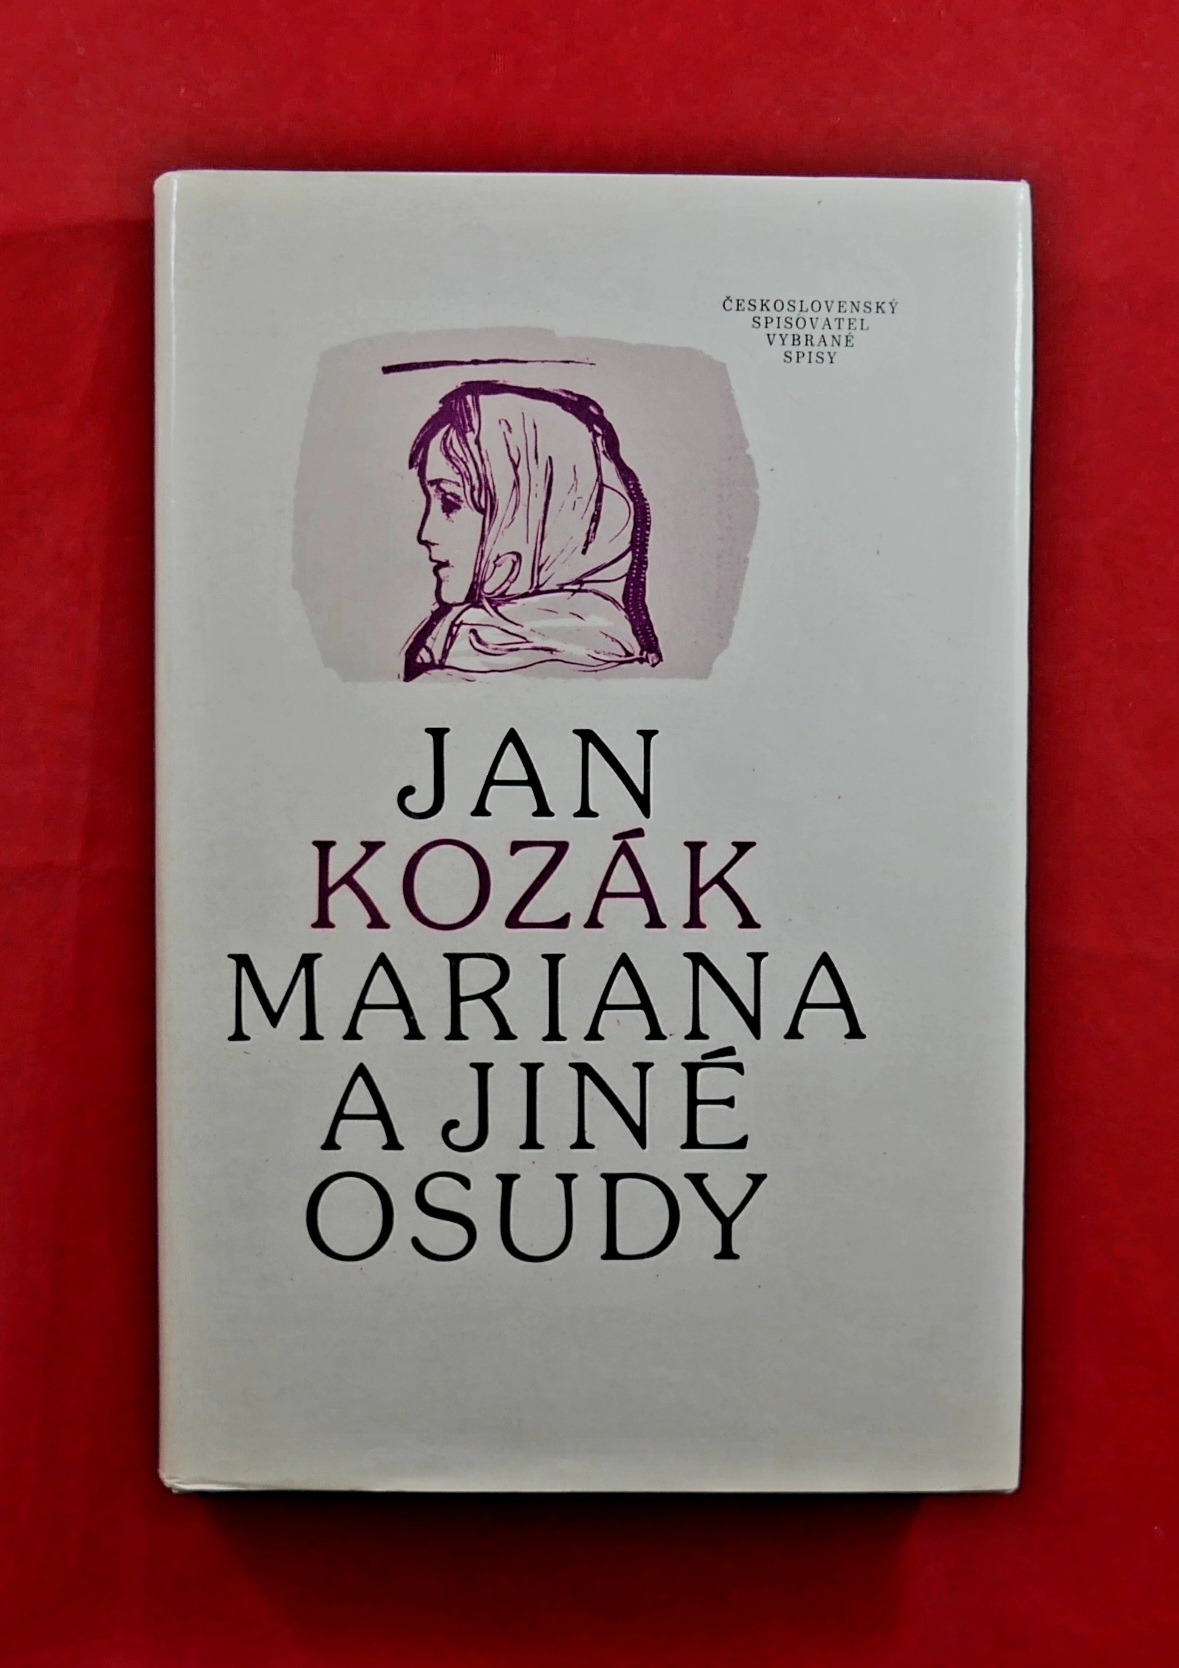 ČESKOSLOVENSKÝ
SPISOVATEL
VYBRANÉ
SPISY
JAN
KOZÁK
MARIANA
A JINÉ
OSUDY